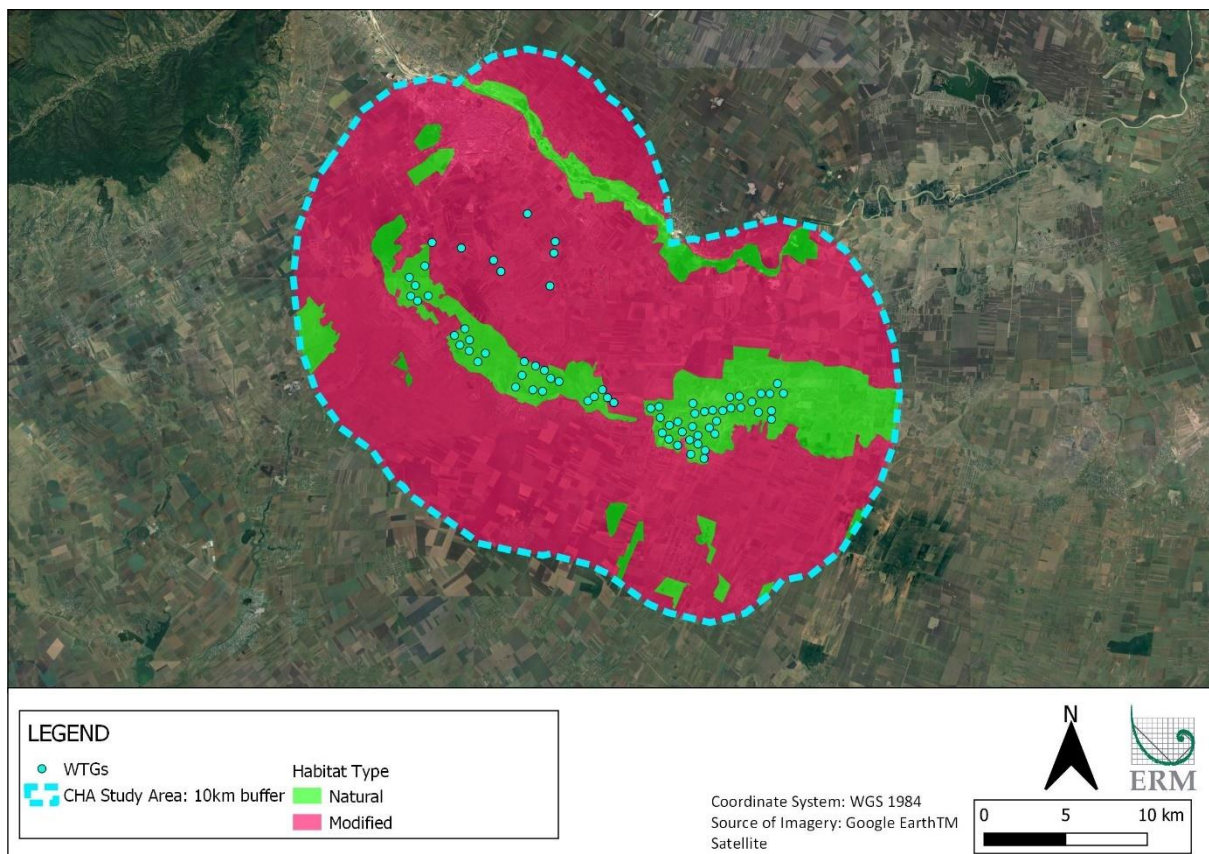 LEGEND
WTGs
CHA Study Area: 10km buffer
Habitat Type
Natural
Modified
Coordinate System: WGS 1984
Source of Imagery: Google EarthTM
Satellite
N
ERM
0 5 10 km